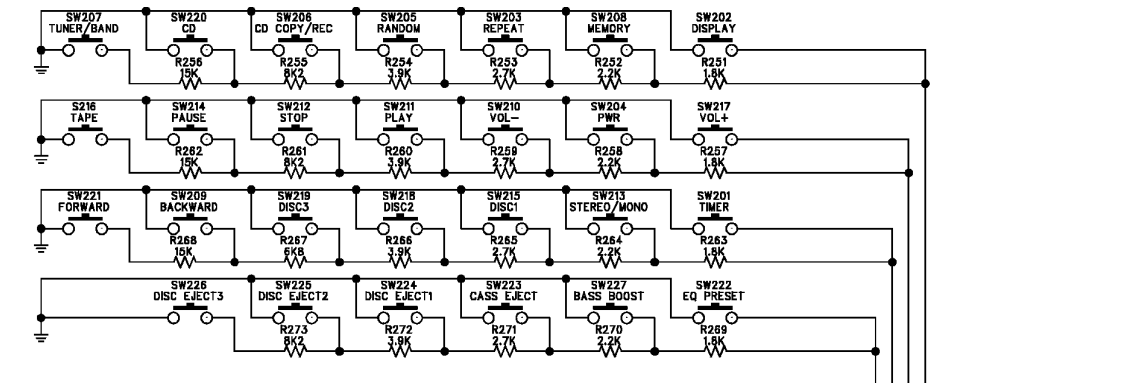 SW207 SW220 SW206 SW205 SW203 SW208 SW202
TUNER/BAND CD CD COPY/REC RANDOM REPEAT MEMORY DISPLAY
R256 R255 R254 R253 R252 R251
15K 8K2 3.9K 2.7K 2.2K 1.8K
S216 SW214 SW212 SW211 SW210 SW204 SW217
TAPE PAUSE STOP PLAY VOL- PWR VOL+
R262 R261 R260 R259 R258 R257
15K 8K2 3.9K 2.7K 2.2K 1.8K
SW221 SW209 SW219 SW218 SW215 SW213 SW201
FORWARD BACKWARD DISC3 DISC2 DISC1 STEREO/MONO TIMER
R268 R267 R266 R265 R264 R263
15K 6K8 3.9K 2.7K 2.2K 1.8K
SW226 SW225 SW224 SW223 SW227 SW222
DISC EJECT3 DISC EJECT2 DISC EJECT1 CASS EJECT BASS BOOST EQ PRESET
R273 R272 R271 R270 R269
8K2 3.9K 2.7K 2.2K 1.8K